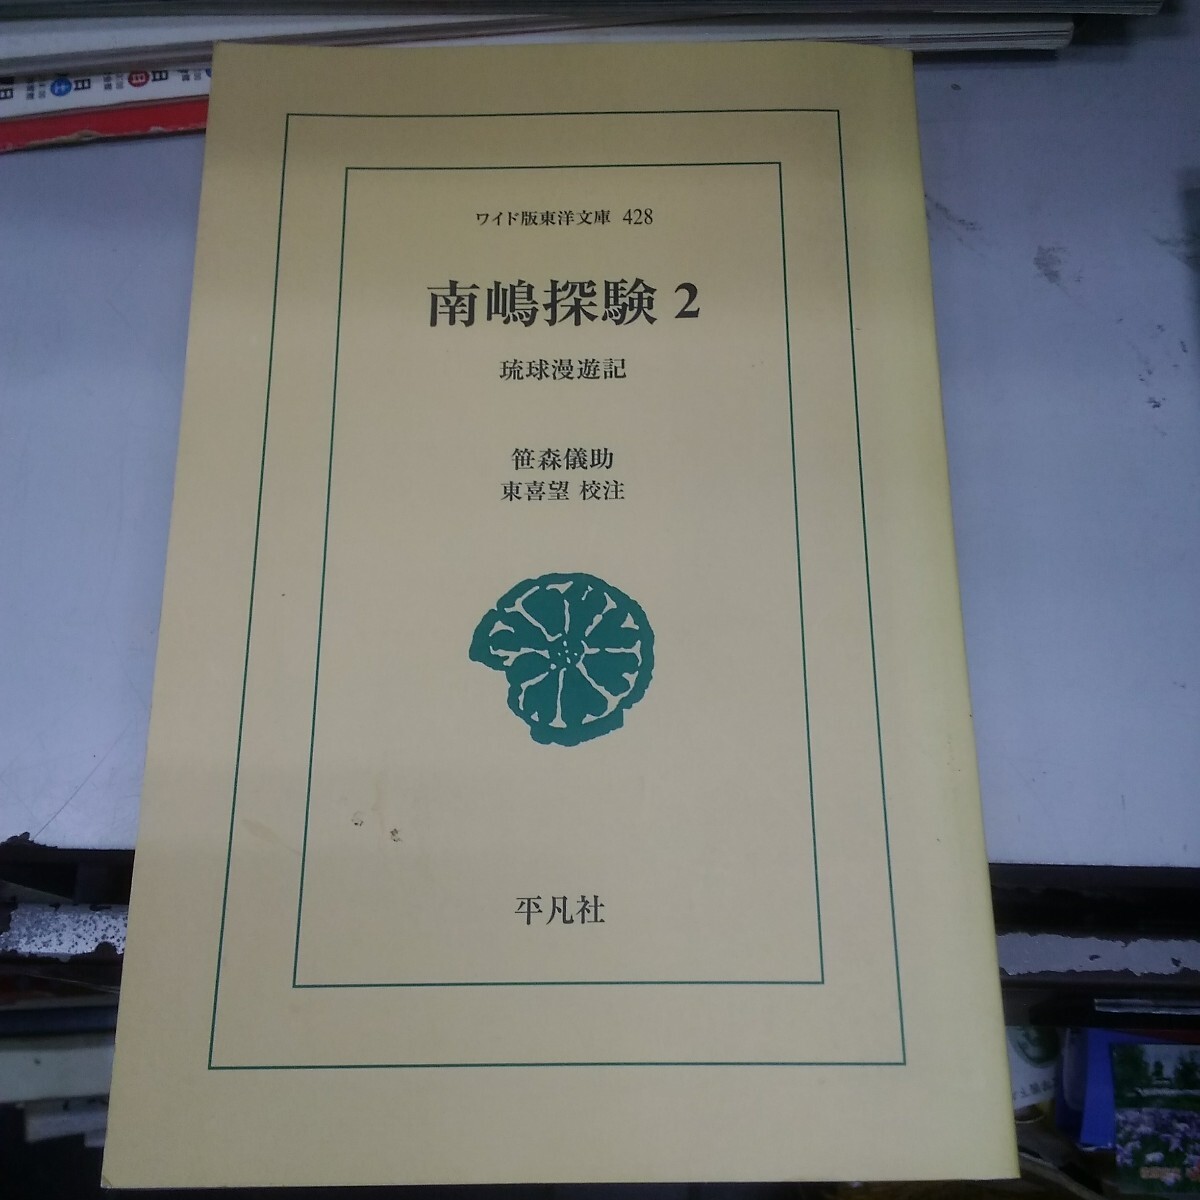 ワイド版東洋文庫 428
南嶋探験 2
琉球漫遊記
笹森儀助
東喜望 校注
平凡社